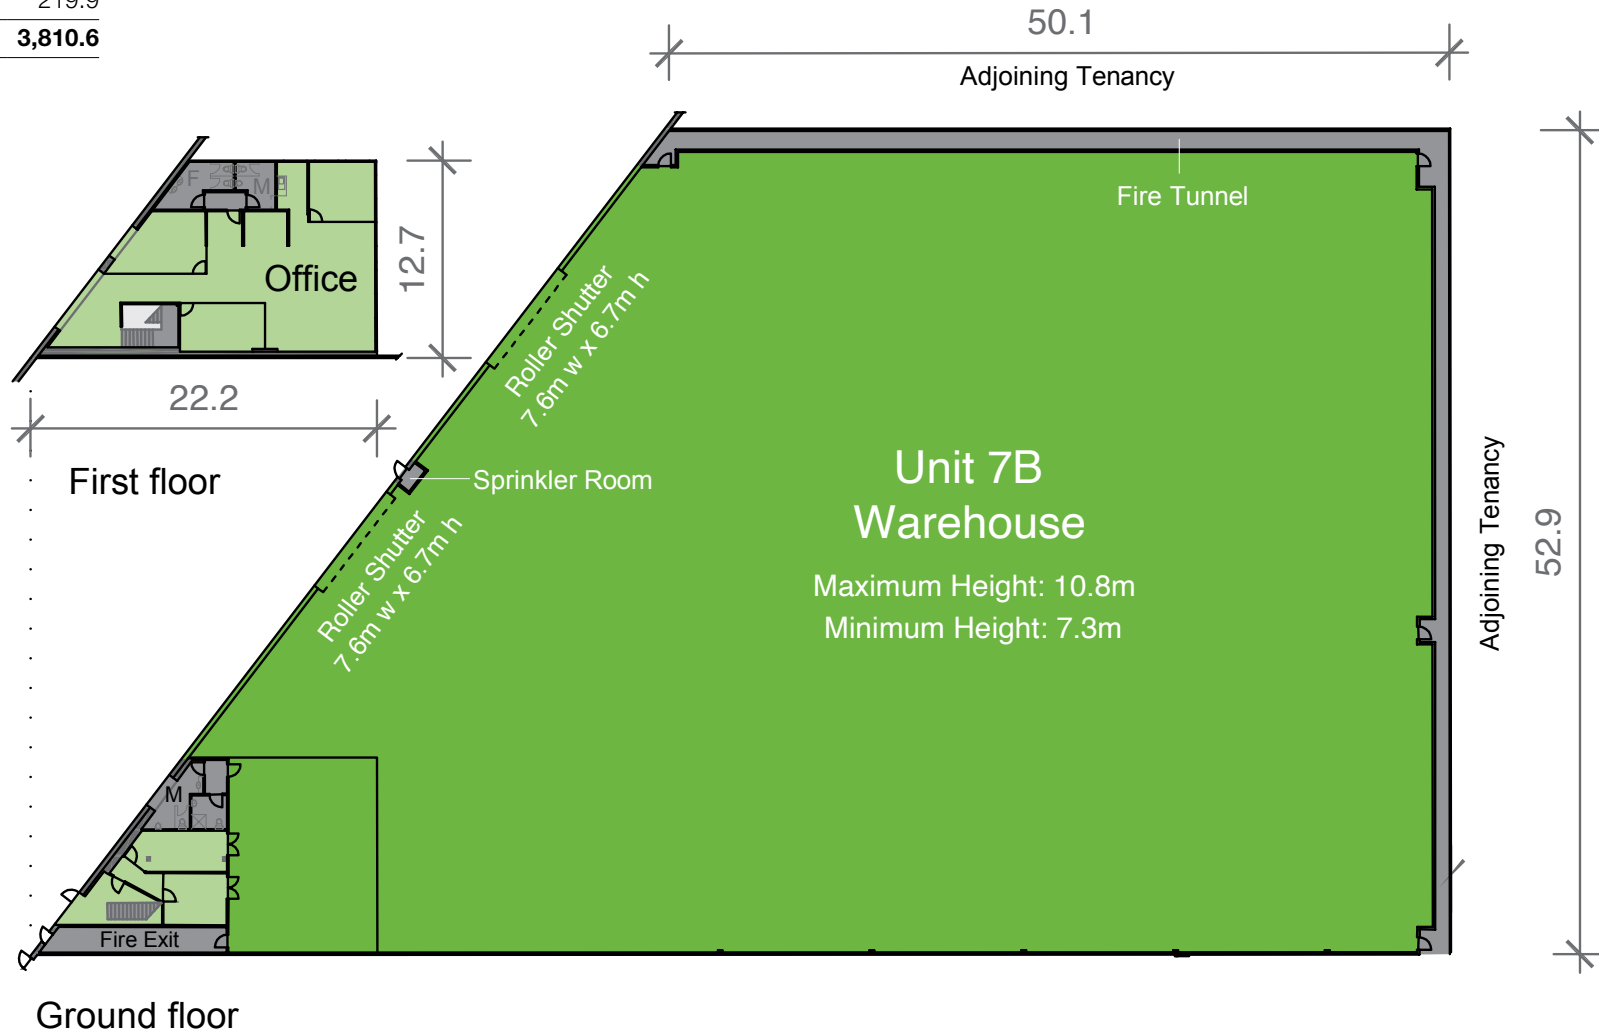 219.9
3,810.6
50.1
Adjoining Tenancy
Fire Tunnel
F
M
Office
12.7
22.2
First floor
Roller Shutter
7.6m w x 6.7m h
Sprinkler Room
Roller Shutter
7.6m w x 6.7m h
Unit 7B
Warehouse
Maximum Height: 10.8m
Minimum Height: 7.3m
Adjoining Tenancy
52.9
M
Fire Exit
Ground floor